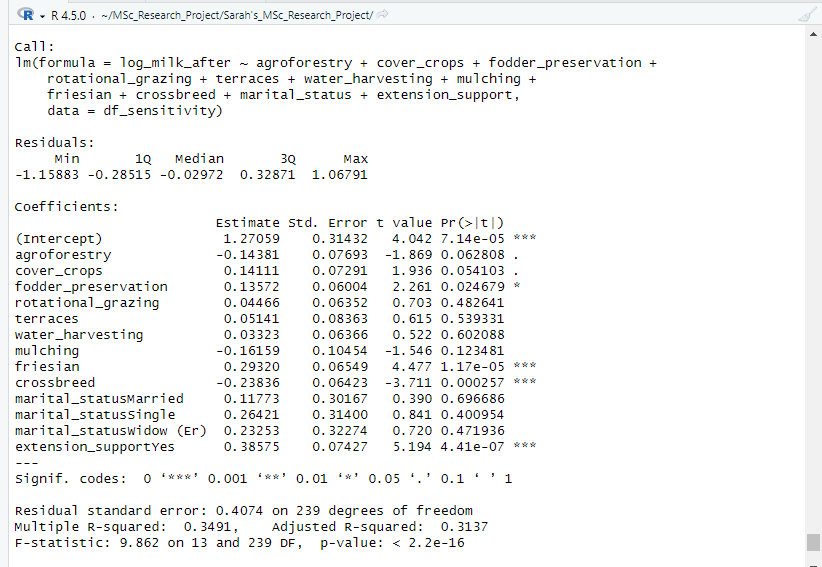 R 4.5.0 · ~/MSc_Research_Project/Sarah's_MSc_Research_Project/
Call:
lm(formula = log_milk_after ~ agroforestry + cover_crops + fodder_preservation +
    rotational_grazing + terraces + water_harvesting + mulching +
    friesian + crossbreed + marital_status + extension_support,
    data = df_sensitivity)
Residuals:
     Min       1Q   Median       3Q      Max
-1.15883 -0.28515 -0.02972  0.32871  1.06791
Coefficients:
                          Estimate Std. Error t value Pr(>|t|)
(Intercept)                1.27059    0.31432   4.042 7.14e-05 ***
agroforestry              -0.14381    0.07693  -1.869 0.062808 .
cover_crops                0.14111    0.07291   1.936 0.054103 .
fodder_preservation        0.13572    0.06004   2.261 0.024679 *
rotational_grazing         0.04466    0.06352   0.703 0.482641
terraces                   0.05141    0.08363   0.615 0.539331
water_harvesting           0.03323    0.06366   0.522 0.602088
mulching                  -0.16159    0.10454  -1.546 0.123481
friesian                   0.29320    0.06549   4.477 1.17e-05 ***
crossbreed                -0.23836    0.06423  -3.711 0.000257 ***
marital_statusMarried      0.11773    0.30167   0.390 0.696686
marital_statusSingle       0.26421    0.31400   0.841 0.400954
marital_statusWidow (Er)   0.23253    0.32274   0.720 0.471936
extension_supportYes       0.38575    0.07427   5.194 4.41e-07 ***
---
Signif. codes:  0 ‘***’ 0.001 ‘**’ 0.01 ‘*’ 0.05 ‘.’ 0.1 ‘ ’ 1
Residual standard error: 0.4074 on 239 degrees of freedom
Multiple R-squared:  0.3491,    Adjusted R-squared:  0.3137
F-statistic: 9.862 on 13 and 239 DF,  p-value: < 2.2e-16